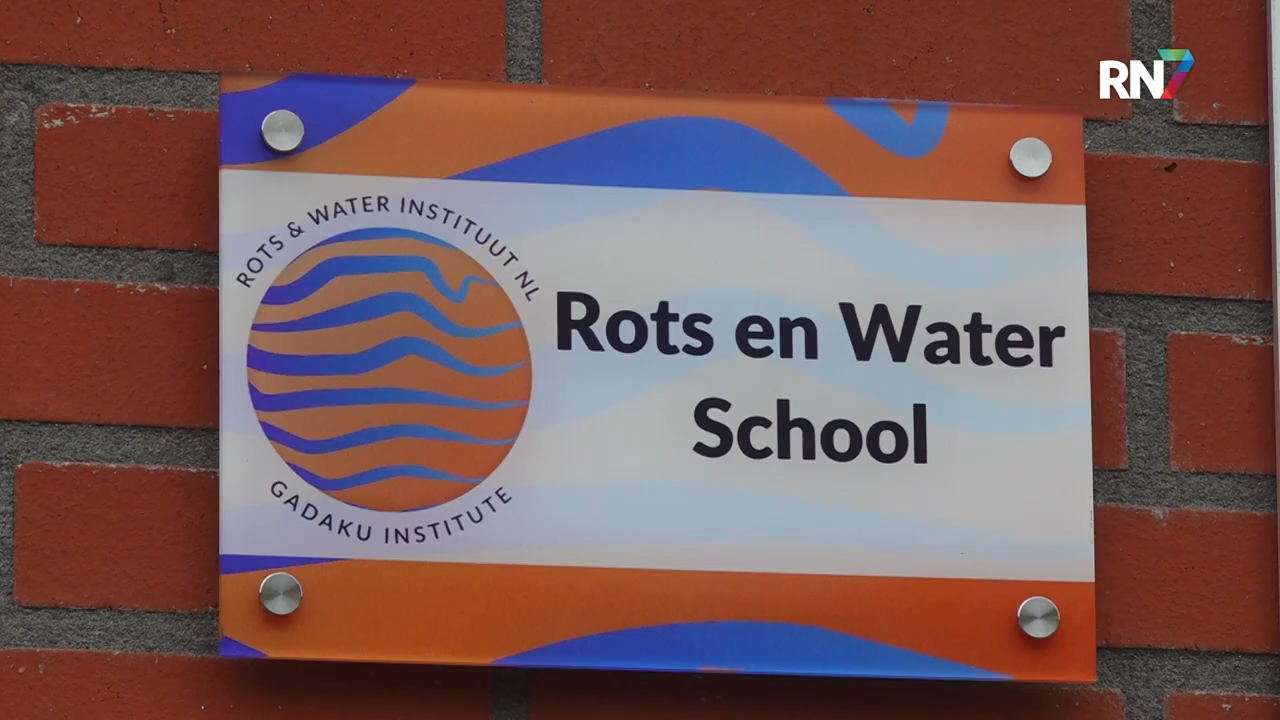 RN7
ROTS & WATER INSTITUUT NL
Rots en Water
School
GADAKU INSTITUTE